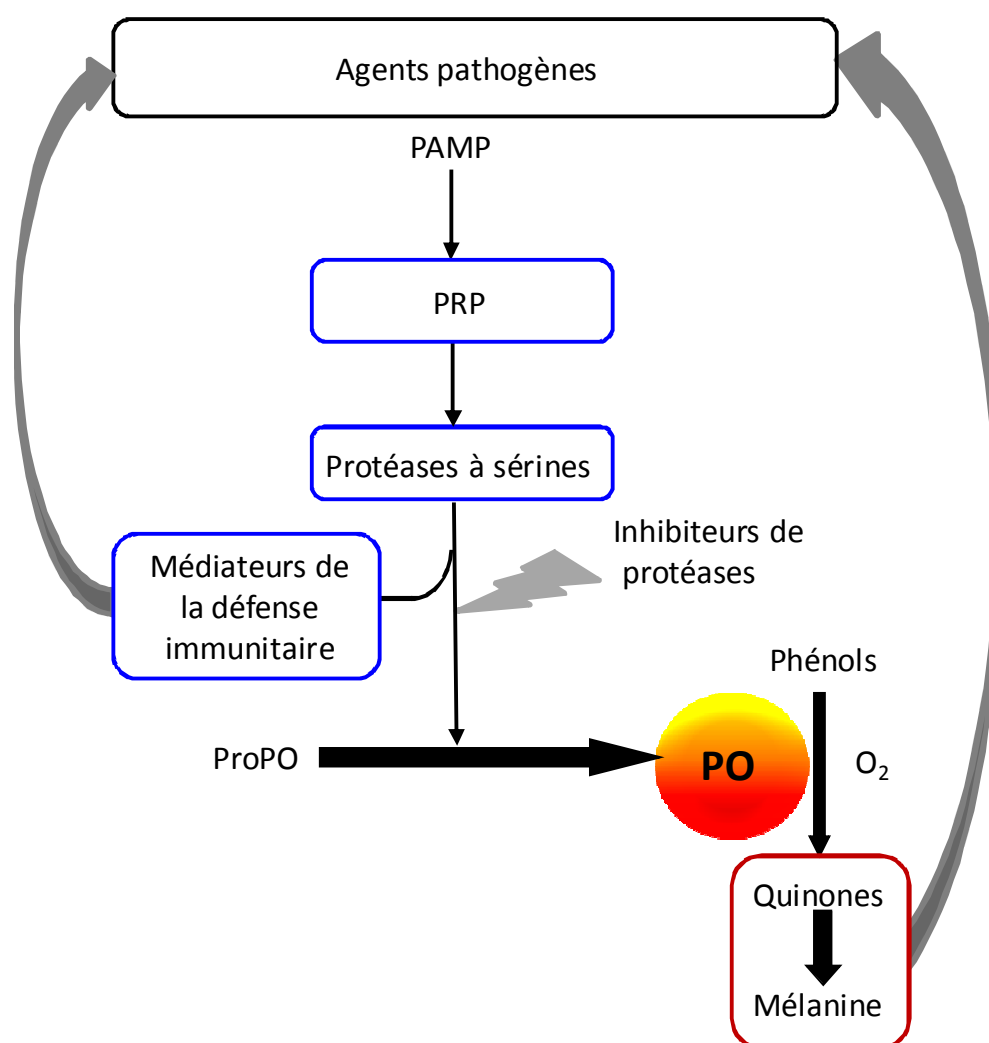 Agents pathogènes
PAMP
PRP
Protéases à sérines
Inhibiteurs de
protéases
Médiateurs de
la défense
immunitaire
Phénols
ProPO
PO
O₂
Quinones
Mélanine